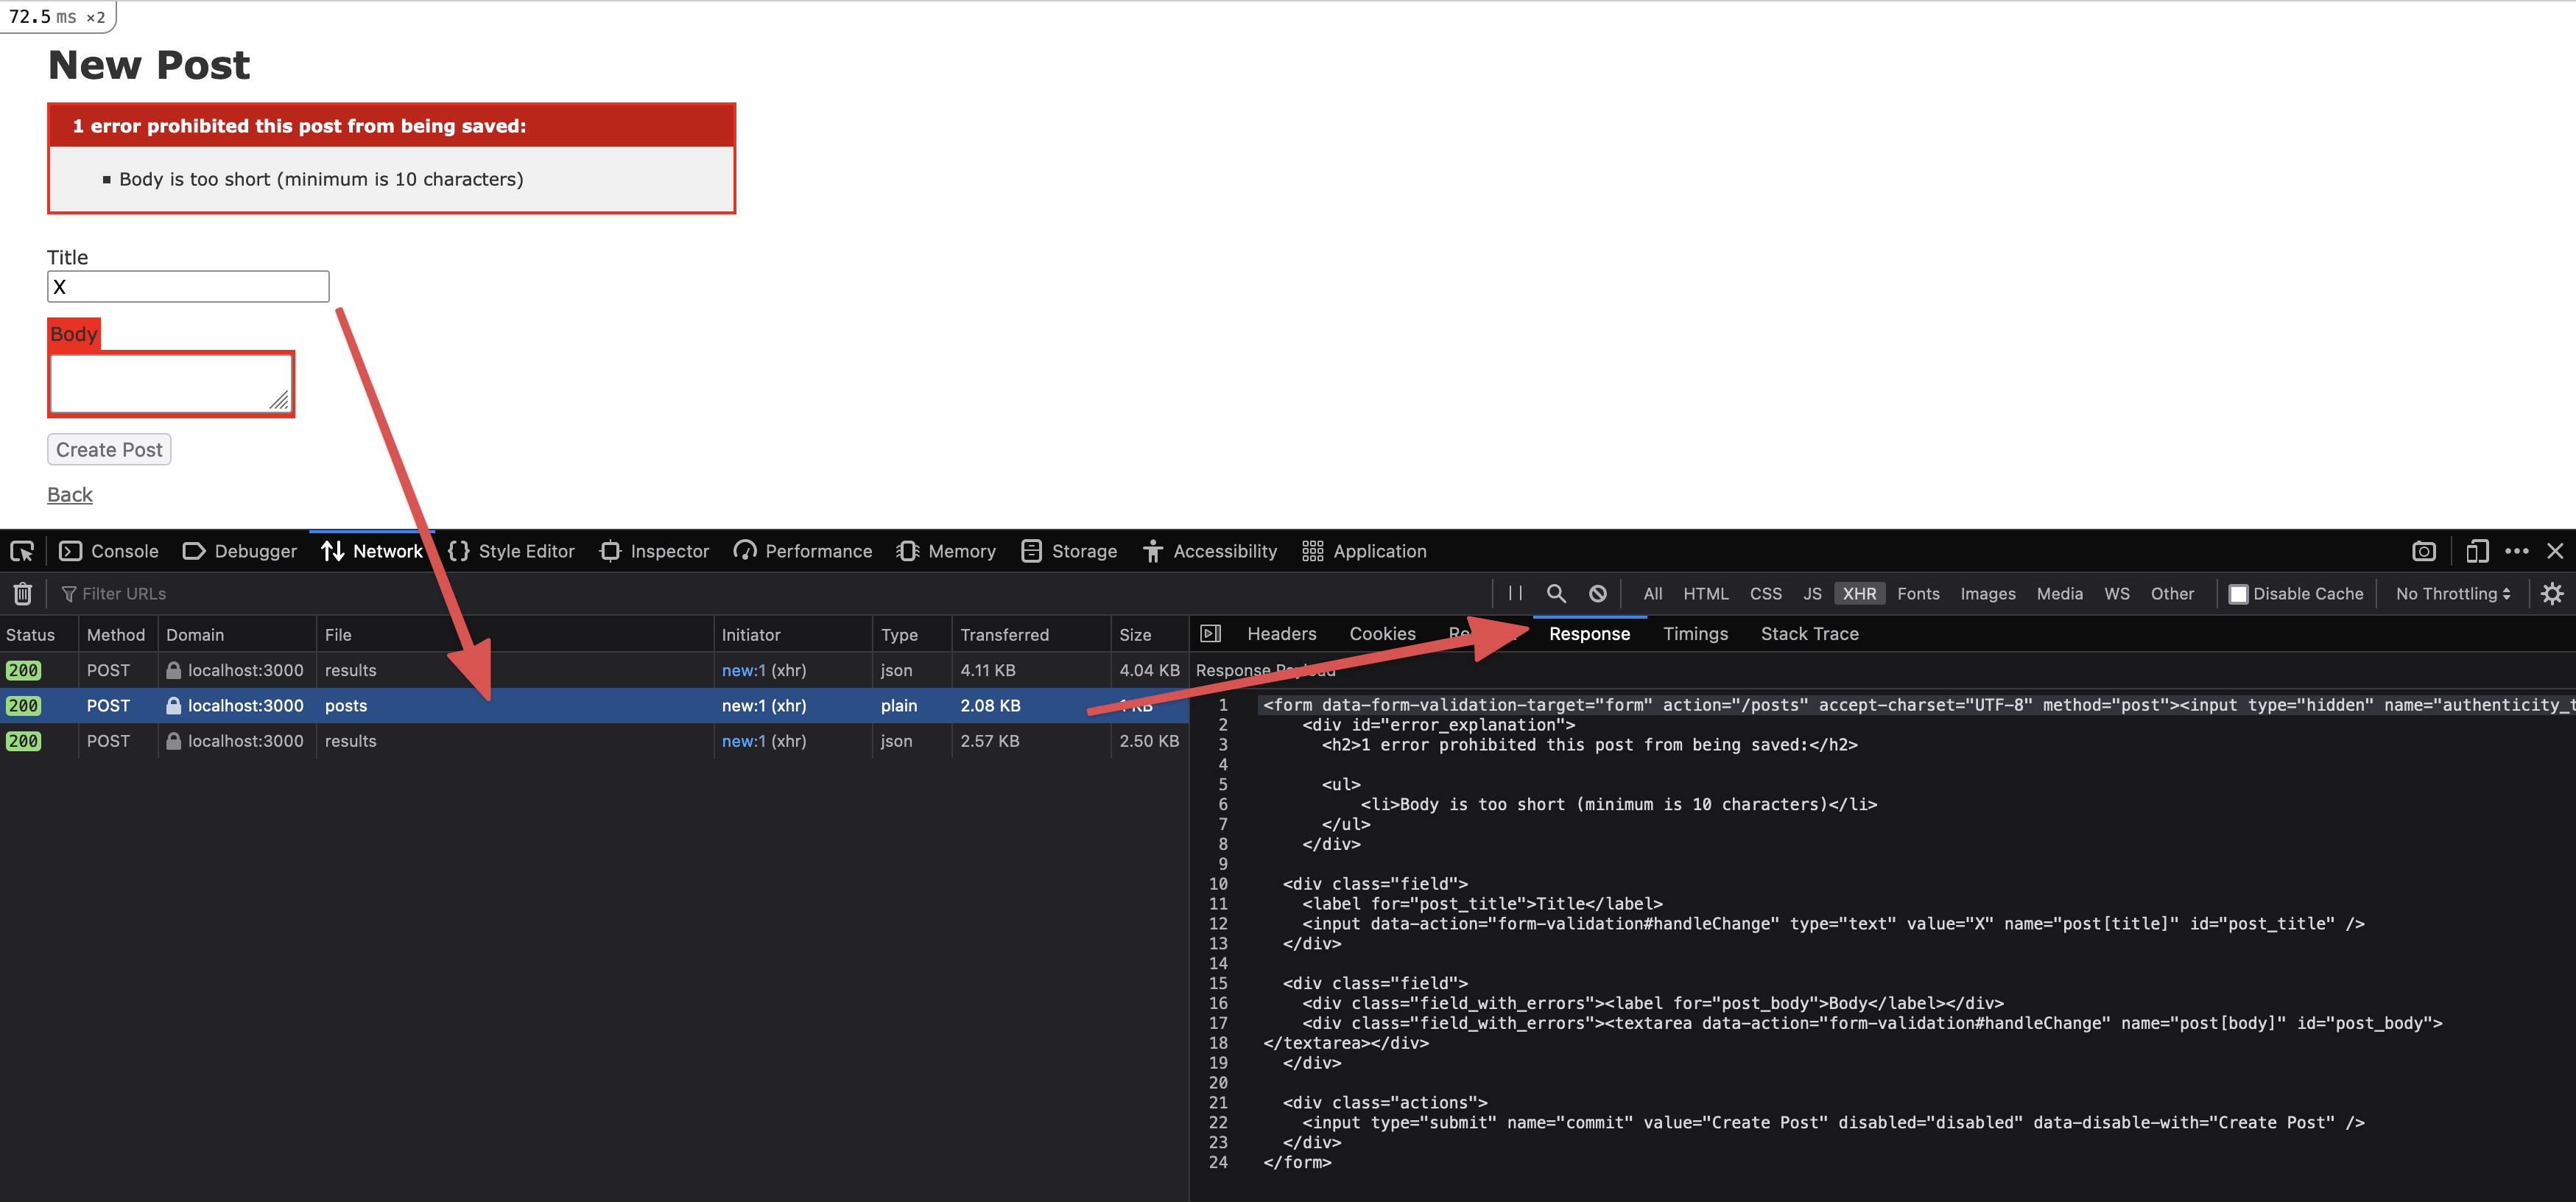 72.5 ms ×2
New Post
1 error prohibited this post from being saved:
Body is too short (minimum is 10 characters)
Title
X
Body
Create Post
Back
Console Debugger Network Style Editor Inspector Performance Memory Storage Accessibility Application
Filter URLs All HTML CSS JS XHR Fonts Images Media WS Other Disable Cache No Throttling
Status Method Domain File Initiator Type Transferred Size
200 POST localhost:3000 results new:1 (xhr) json 4.11 KB 4.04 KB
200 POST localhost:3000 posts new:1 (xhr) plain 2.08 KB 1 KB
200 POST localhost:3000 results new:1 (xhr) json 2.57 KB 2.50 KB
Headers Cookies Response Timings Stack Trace
Response Payload
1 <form data-form-validation-target="form" action="/posts" accept-charset="UTF-8" method="post"><input type="hidden" name="authenticity_t
2 <div id="error_explanation">
3 <h2>1 error prohibited this post from being saved:</h2>
4
5 <ul>
6 <li>Body is too short (minimum is 10 characters)</li>
7 </ul>
8 </div>
9
10 <div class="field">
11 <label for="post_title">Title</label>
12 <input data-action="form-validation#handleChange" type="text" value="X" name="post[title]" id="post_title" />
13 </div>
14
15 <div class="field">
16 <div class="field_with_errors"><label for="post_body">Body</label></div>
17 <div class="field_with_errors"><textarea data-action="form-validation#handleChange" name="post[body]" id="post_body">
18 </textarea></div>
19 </div>
20
21 <div class="actions">
22 <input type="submit" name="commit" value="Create Post" disabled="disabled" data-disable-with="Create Post" />
23 </div>
24 </form>